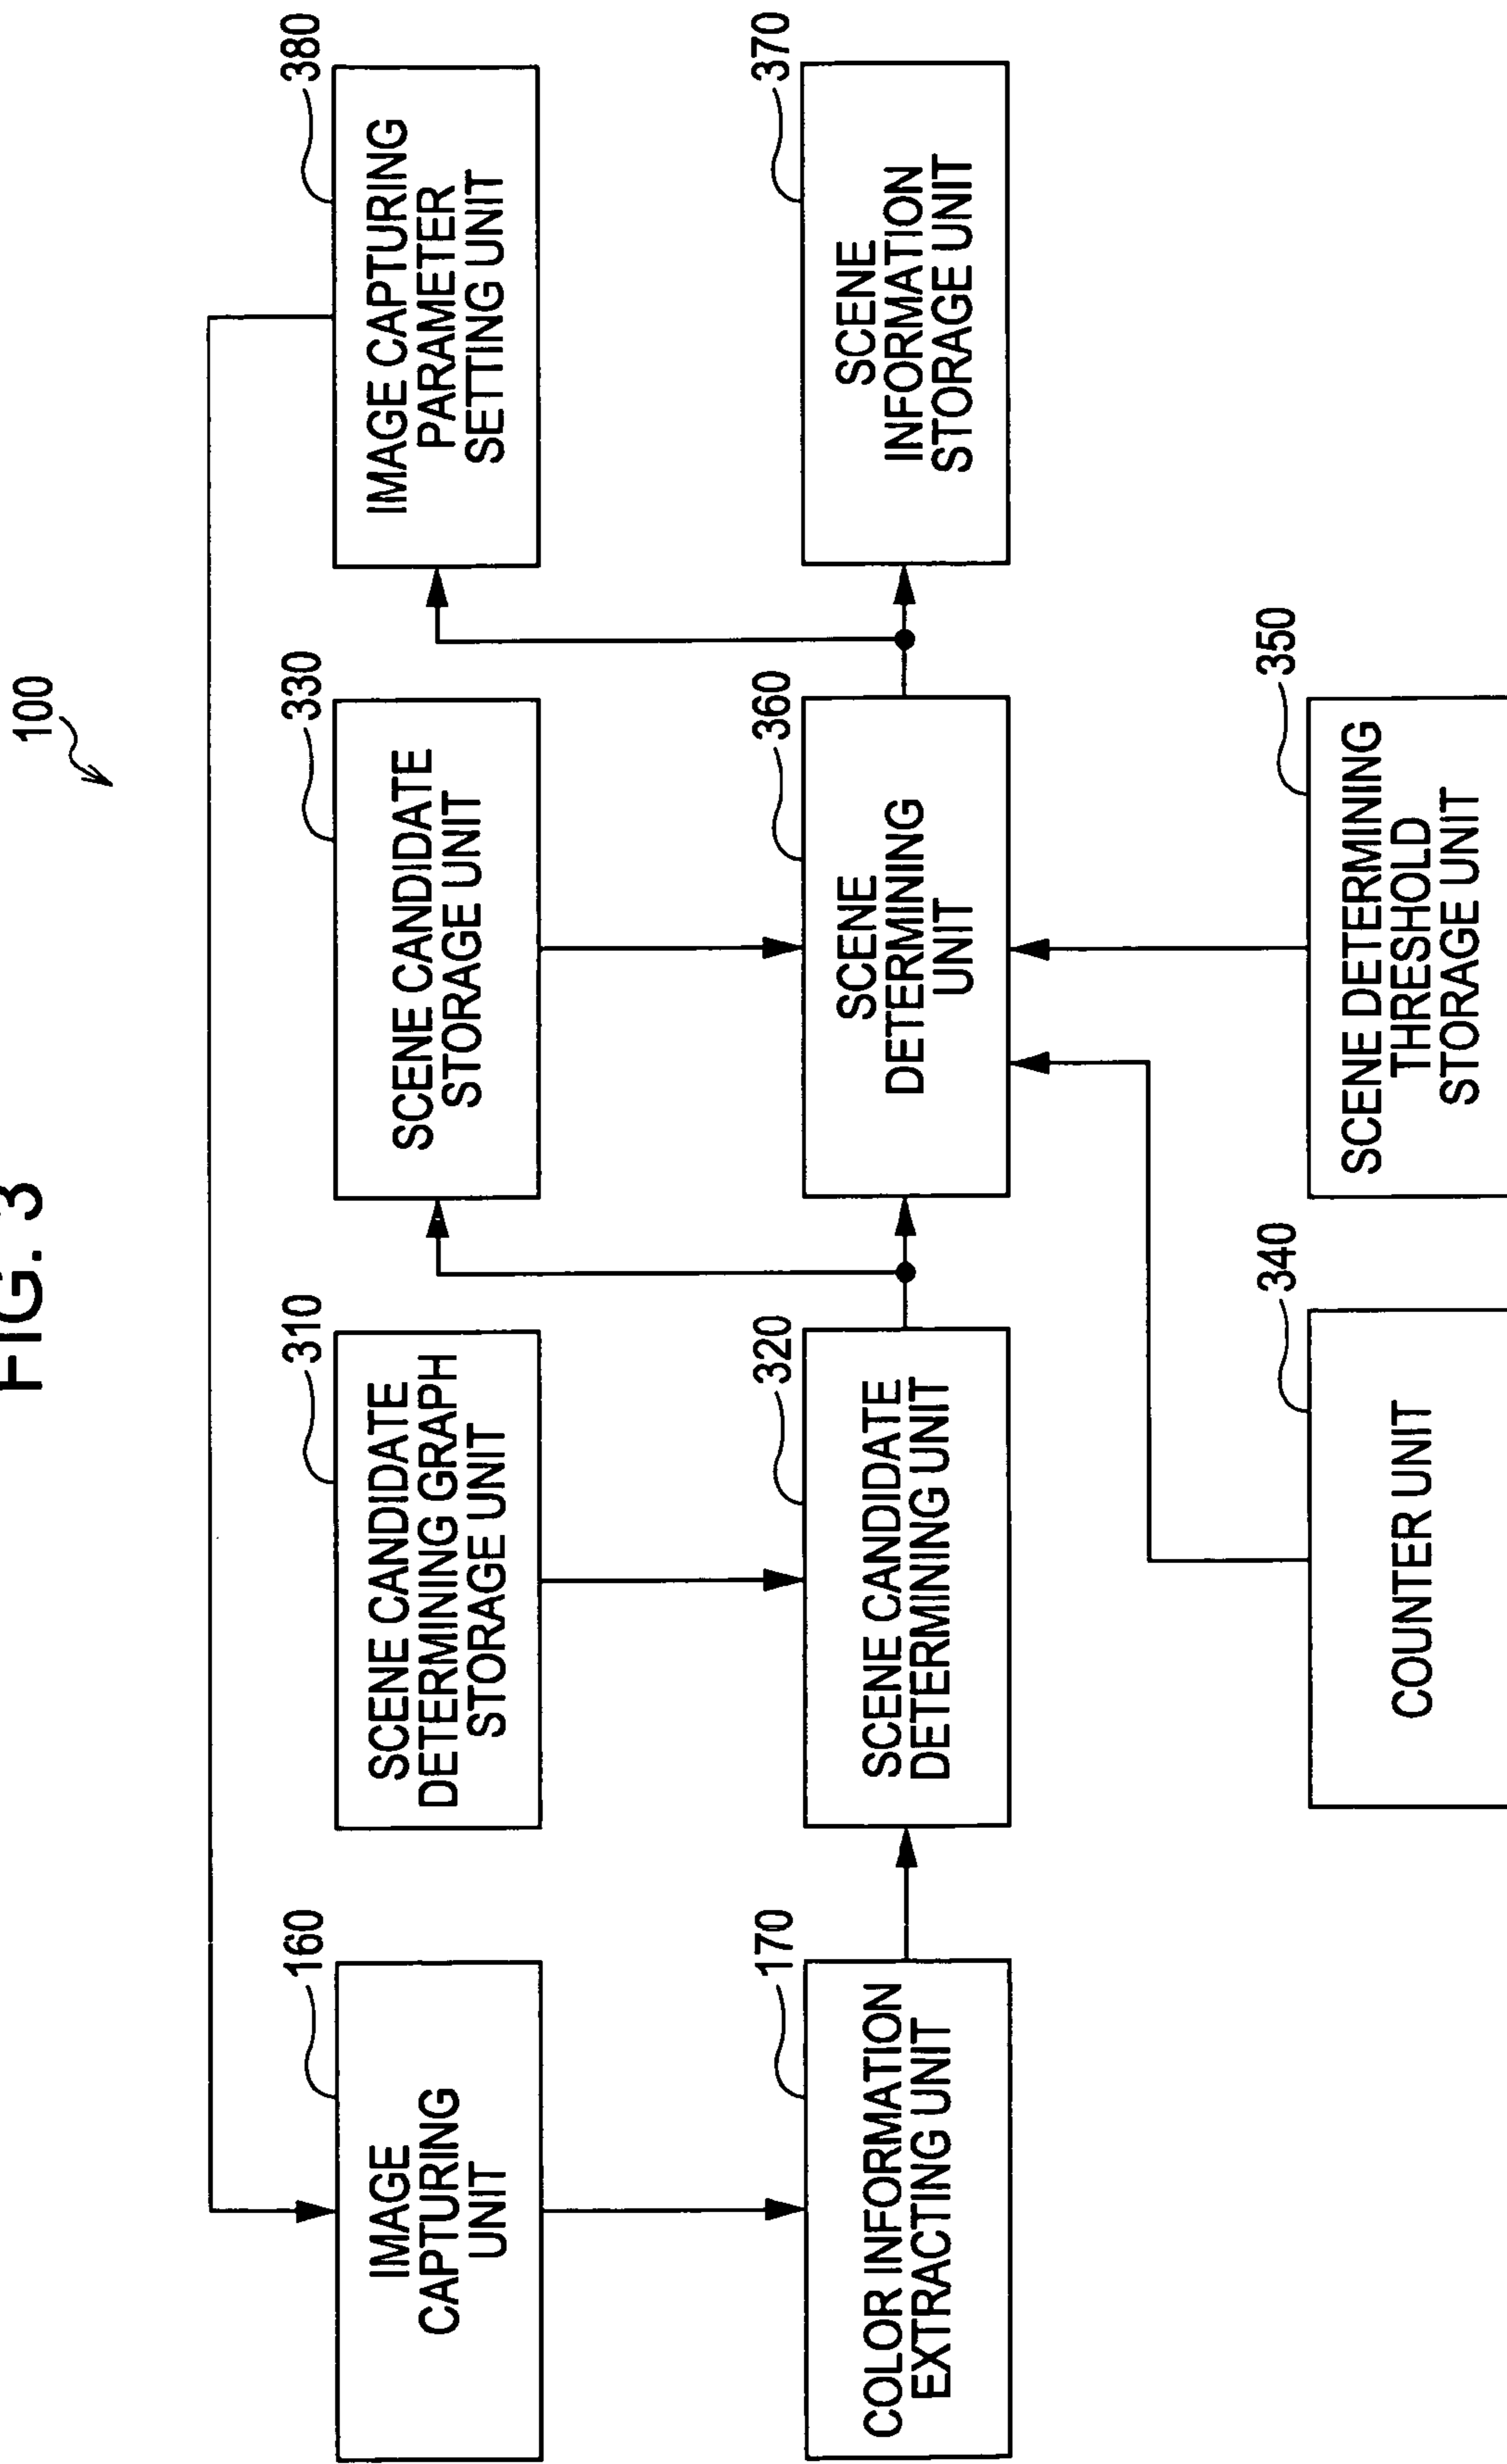 FIG. 3
100
160
IMAGE
CAPTURING
UNIT
310
SCENE CANDIDATE
DETERMINING GRAPH
STORAGE UNIT
330
SCENE CANDIDATE
STORAGE UNIT
380
IMAGE CAPTURING
PARAMETER
SETTING UNIT
170
COLOR INFORMATION
EXTRACTING UNIT
320
SCENE CANDIDATE
DETERMINING UNIT
360
SCENE
DETERMINING
UNIT
370
SCENE
INFORMATION
STORAGE UNIT
340
COUNTER UNIT
350
SCENE DETERMINING
THRESHOLD
STORAGE UNIT